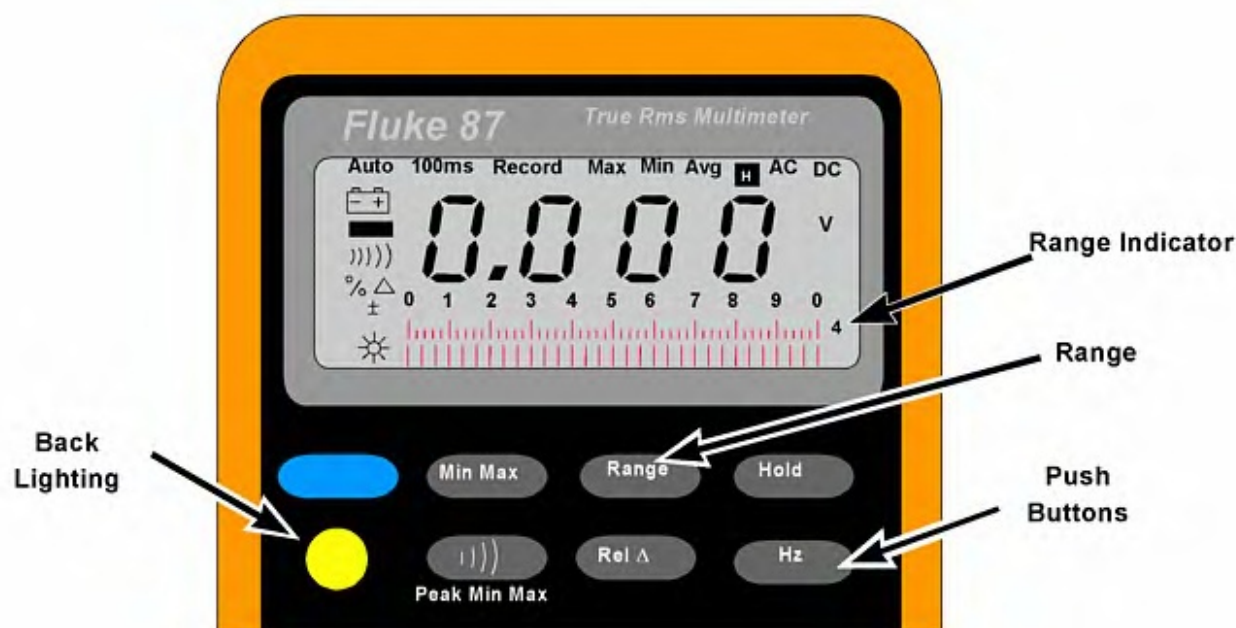 Fluke 87 True Rms Multimeter
Auto 100ms Record Max Min Avg H AC DC
0.000 V
% Δ
±
0 1 2 3 4 5 6 7 8 9 0
4
Range Indicator
Range
Back
Lighting
Push
Buttons
Min Max Range Hold
Rel Δ Hz
Peak Min Max